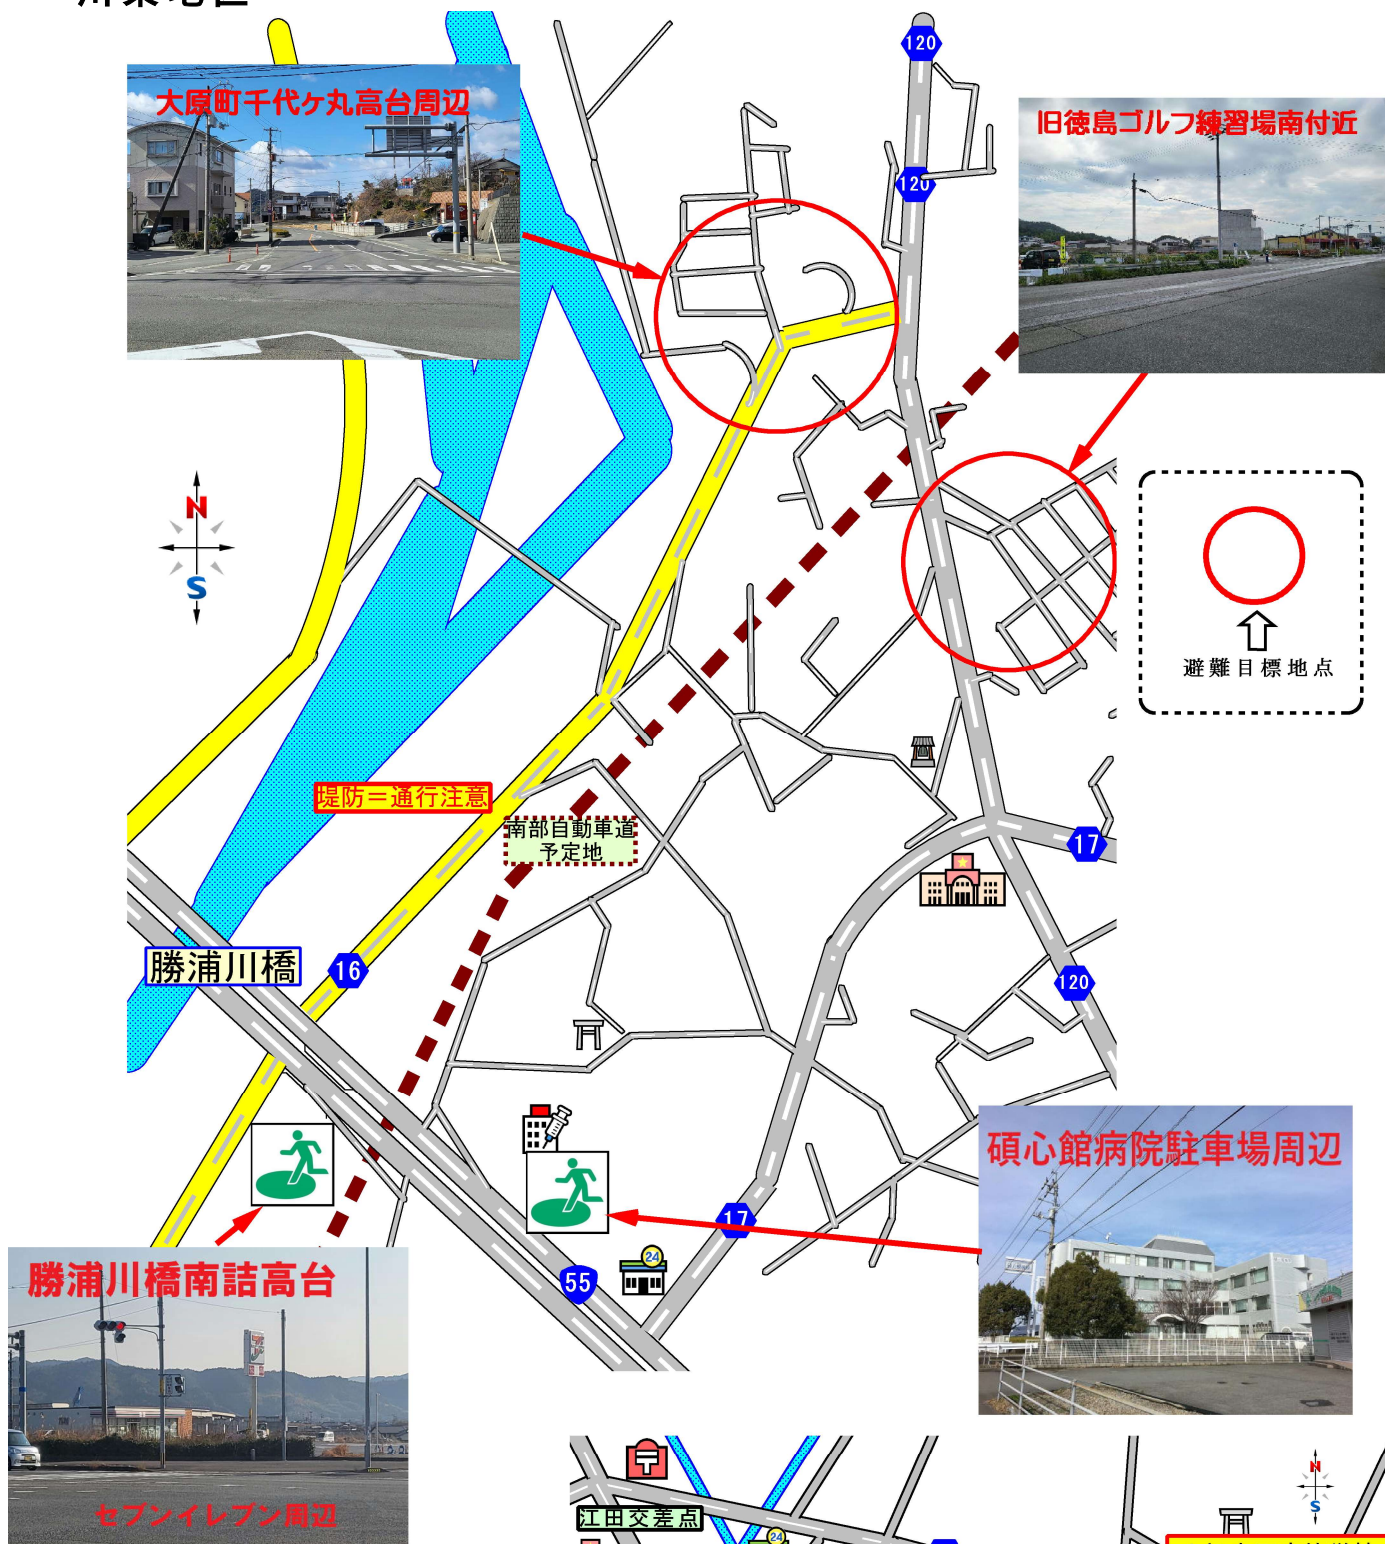 120
大原町千代ヶ丸高台周辺
旧徳島ゴルフ練習場南付近
120
N
S
避難目標地点
堤防＝通行注意
南部自動車道
予定地
17
勝浦川橋
16
120
碩心館病院駐車場周辺
17
24
55
勝浦川橋南詰高台
セブンイレブン周辺
N
S
江田交差点
24